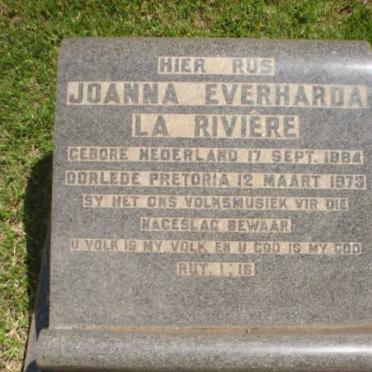 HIER RUS
JOANNA EVERHARDA
LA RIVIÈRE
GEBORE NEDERLAND 17 SEPT. 1884
OORLEDE PRETORIA 12 MAART 1973
SY HET ONS VOLKSMUSIEK VIR DIE
NAGESLAG BEWAAR
U VOLK IS MY VOLK EN U GOD IS MY GOD
RUT. 1:16